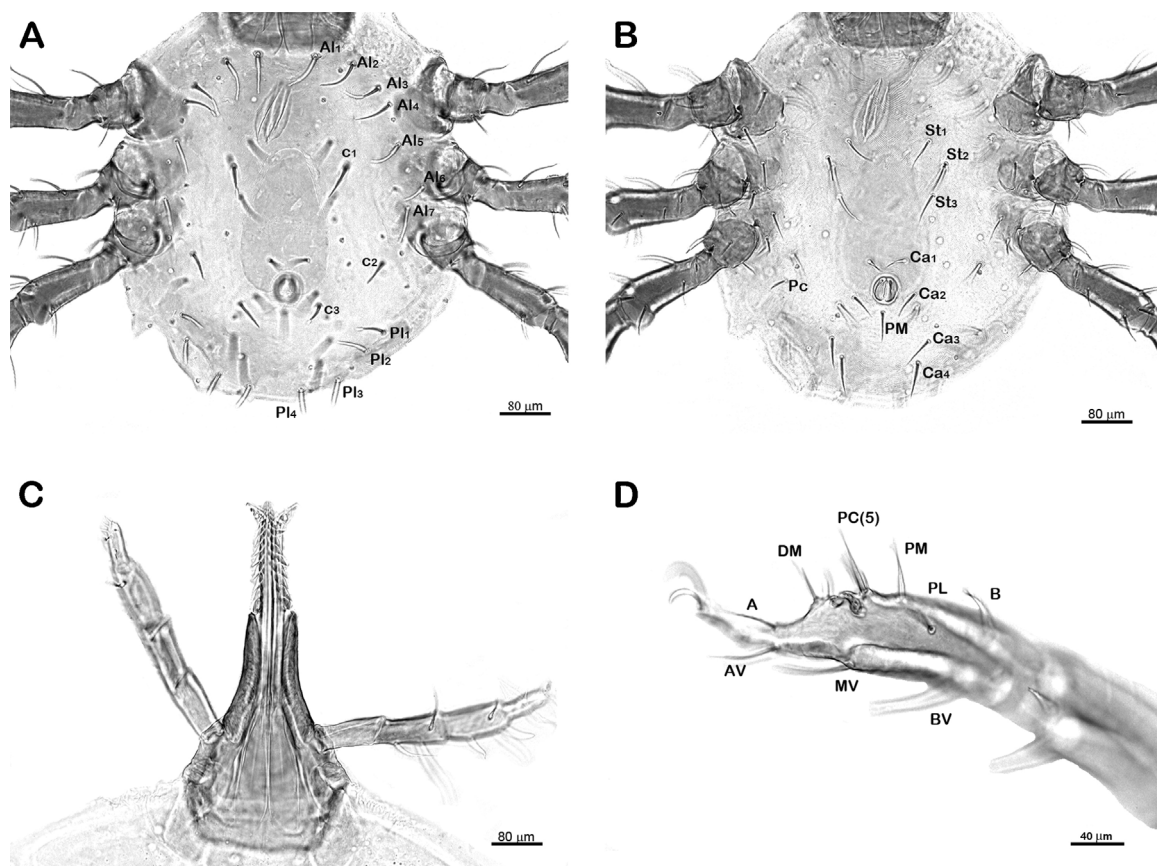 A
Al1
Al2
Al3
Al4
Al5
Al6
Al7
C1
C2
C3
Pl1
Pl2
Pl3
Pl4
80 μm
B
St1
St2
St3
Ca1
Pc
Ca2
PM
Ca3
Ca4
80 μm
C
80 μm
D
PC(5)
DM
PM
PL
B
A
AV
MV
BV
40 μm